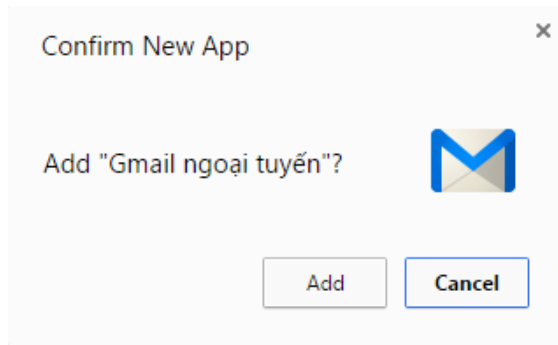 Confirm New App
Add "Gmail ngoại tuyến"?
Add
Cancel